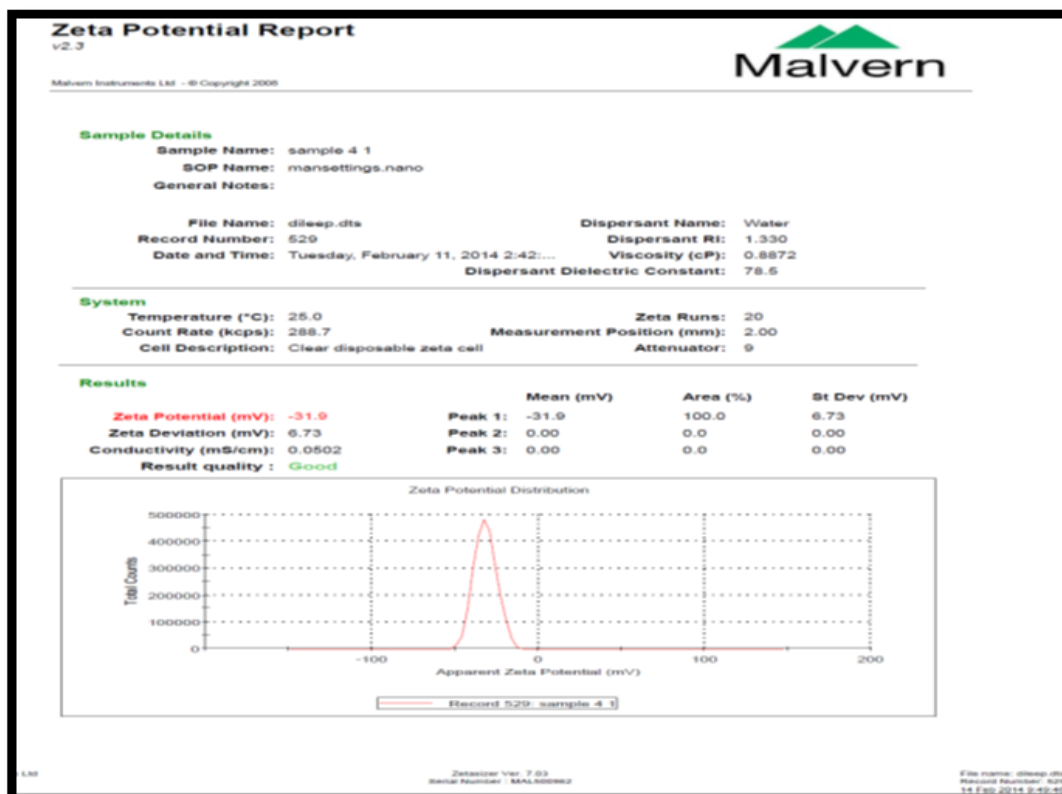 Zeta Potential Report
v2.3
Malvern
Malvern Instruments Ltd - © Copyright 2008
Sample Details
Sample Name: sample 4 1
SOP Name: mansettings.nano
General Notes:
File Name: dileep.dts Dispersant Name: Water
Record Number: 529 Dispersant RI: 1.330
Date and Time: Tuesday, February 11, 2014 2:42:... Viscosity (cP): 0.8872
Dispersant Dielectric Constant: 78.5
System
Temperature (°C): 25.0 Zeta Runs: 20
Count Rate (kcps): 288.7 Measurement Position (mm): 2.00
Cell Description: Clear disposable zeta cell Attenuator: 9
Results
Mean (mV) Area (%) St Dev (mV)
Zeta Potential (mV): -31.9 Peak 1: -31.9 100.0 6.73
Zeta Deviation (mV): 6.73 Peak 2: 0.00 0.0 0.00
Conductivity (mS/cm): 0.0502 Peak 3: 0.00 0.0 0.00
Result quality : Good
Zeta Potential Distribution
500000
400000
300000
200000
100000
0
Total Counts
-100 0 100 200
Apparent Zeta Potential (mV)
Record 529: sample 4 1
Ltd Zetasizer Ver. 7.03 File name: dileep.dts
Serial Number : Record Number:
14 Feb 2014